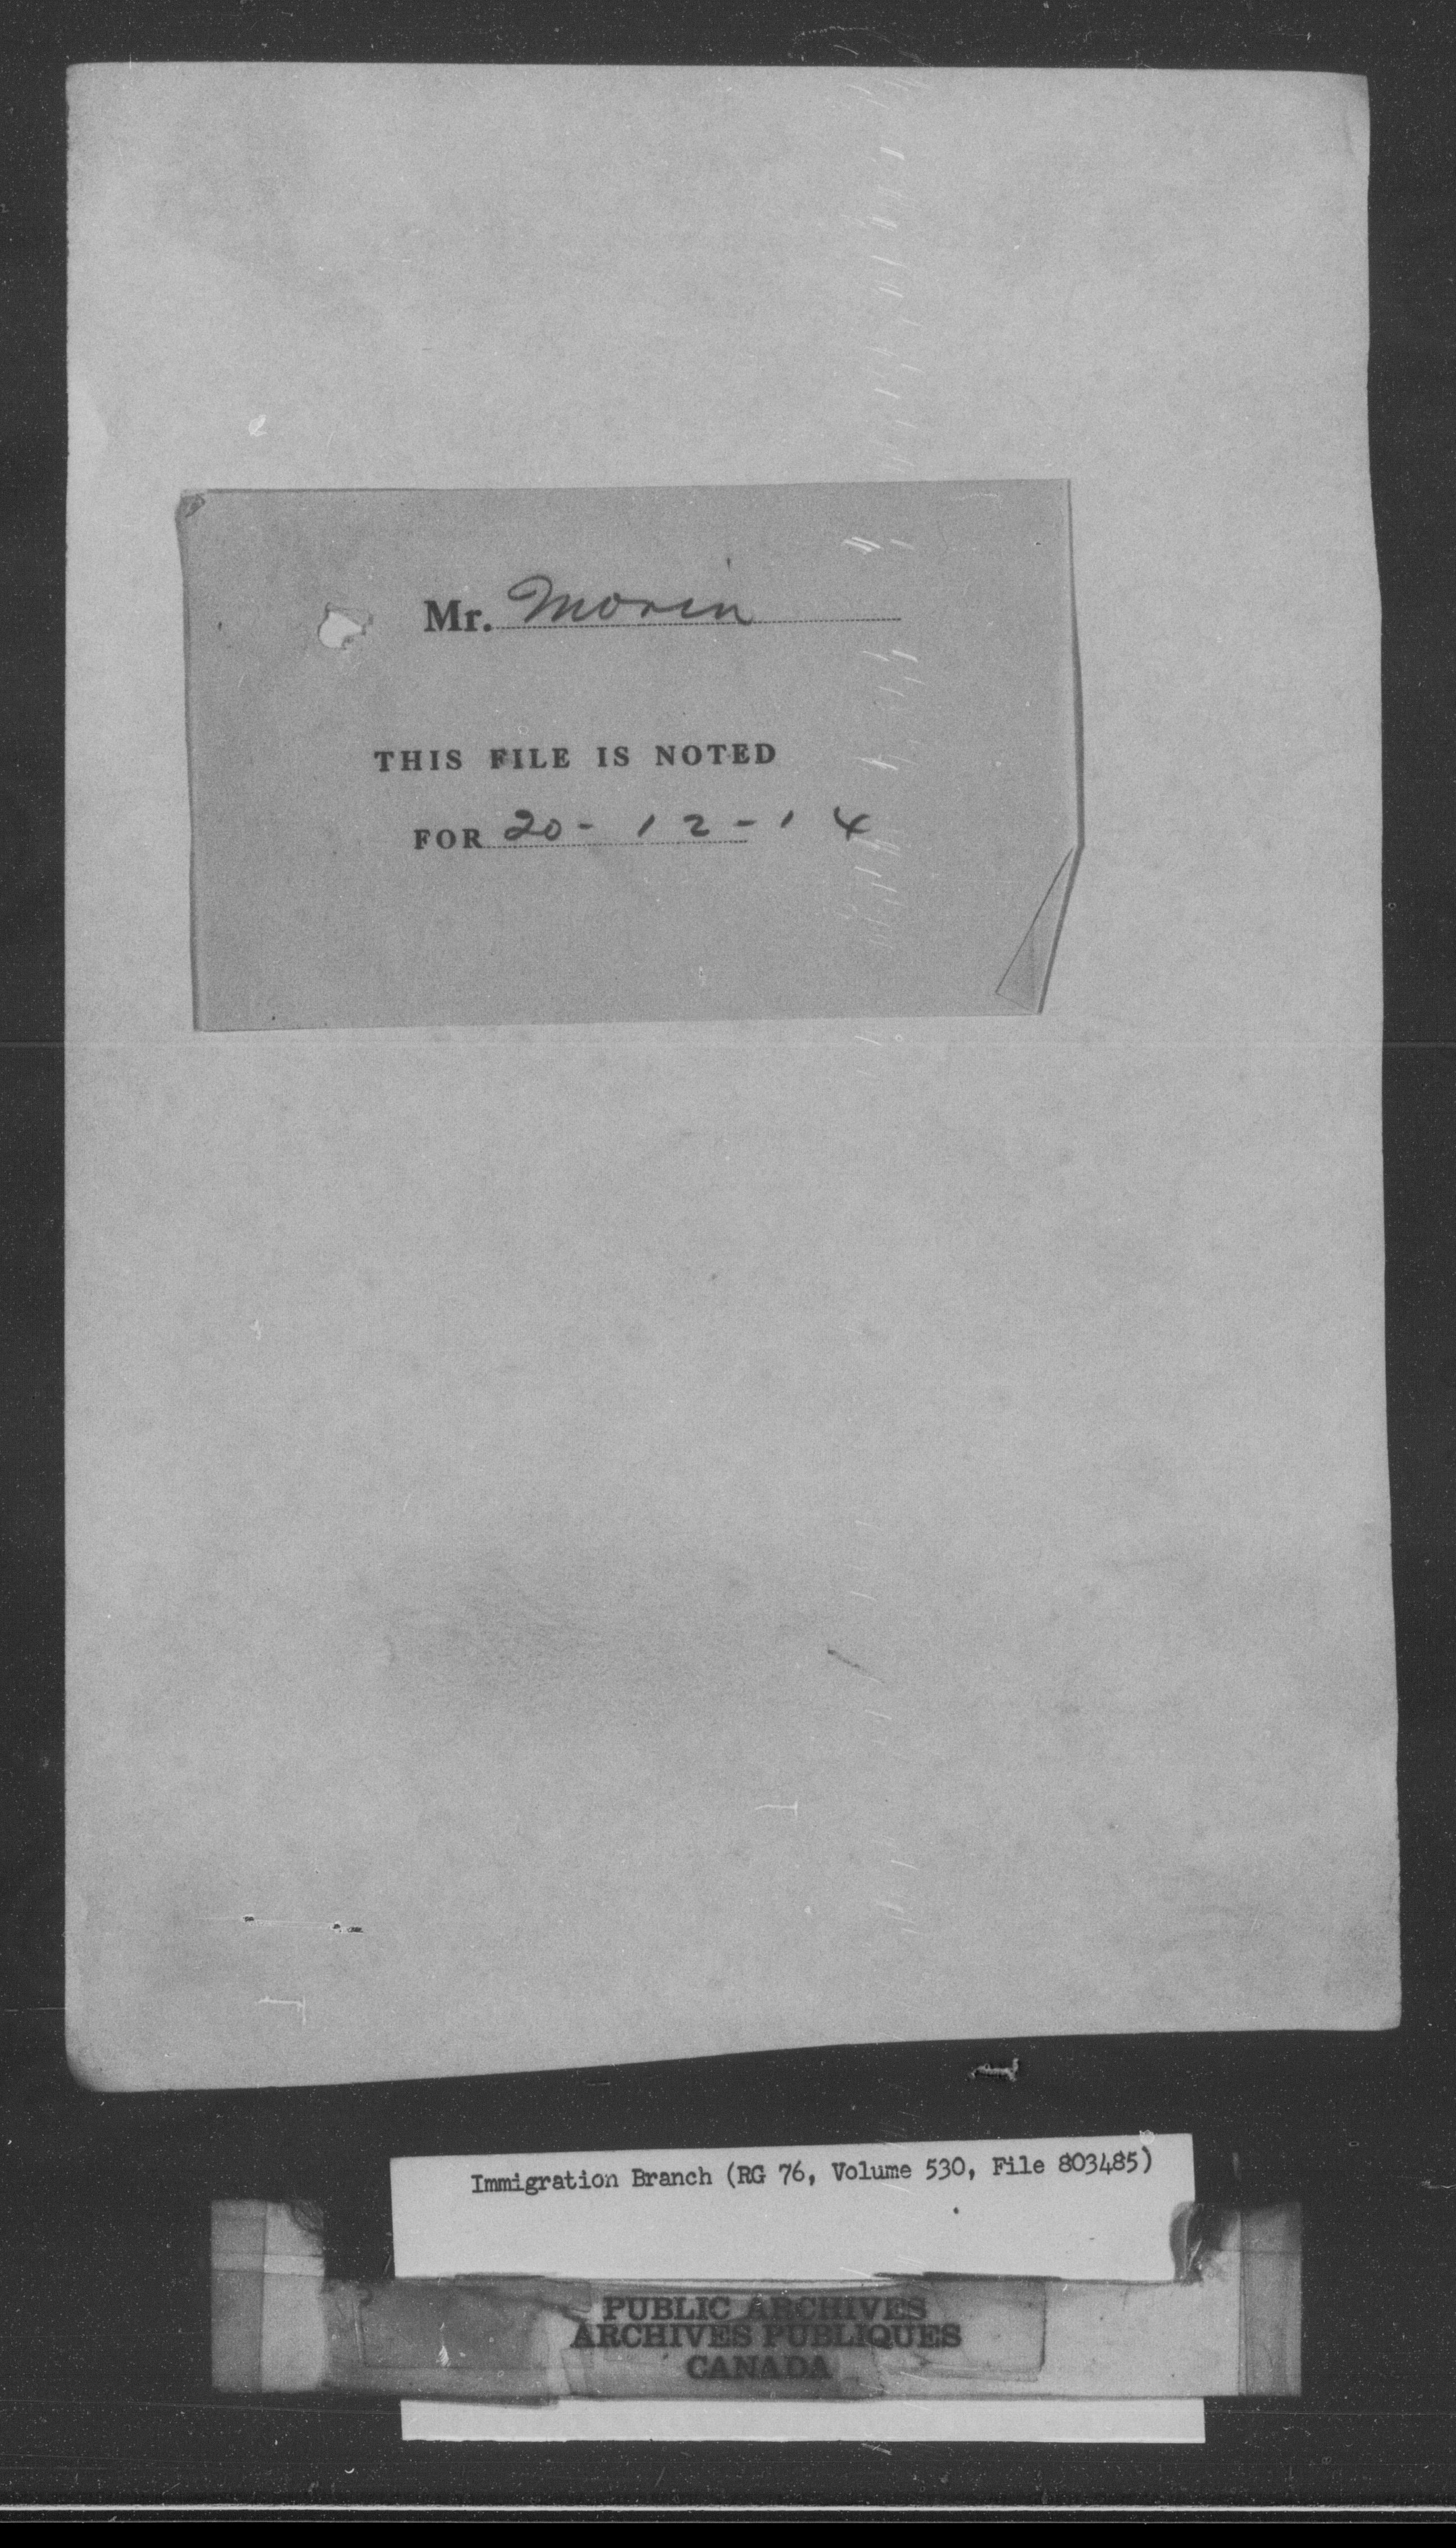 Mr. Morin
THIS FILE IS NOTED
FOR 20-12-14
Immigration Branch (RG 76, Volume 530, File 803485)
PUBLIC ARCHIVES
ARCHIVES PUBLIQUES
CANADA